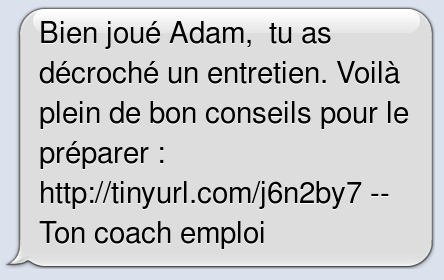 Bien joué Adam,  tu as
décroché un entretien. Voilà
plein de bon conseils pour le
préparer :
http://tinyurl.com/j6n2by7 --
Ton coach emploi